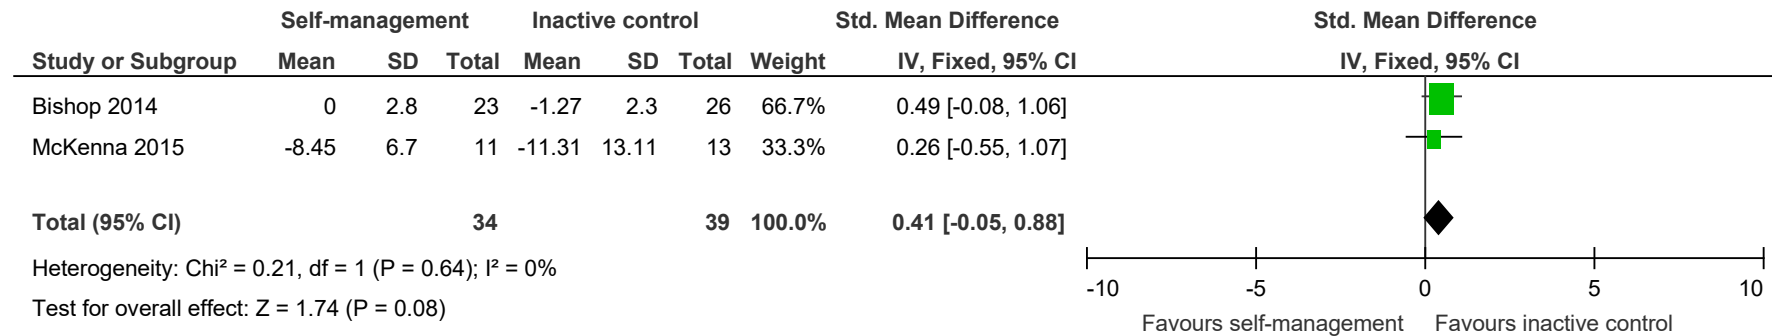 Self-management Inactive control Std. Mean Difference Std. Mean Difference
Study or Subgroup Mean SD Total Mean SD Total Weight IV, Fixed, 95% CI IV, Fixed, 95% CI
Bishop 2014 0 2.8 23 -1.27 2.3 26 66.7% 0.49 [-0.08, 1.06]
McKenna 2015 -8.45 6.7 11 -11.31 13.11 13 33.3% 0.26 [-0.55, 1.07]
Total (95% CI) 34 39 100.0% 0.41 [-0.05, 0.88]
Heterogeneity: Chi² = 0.21, df = 1 (P = 0.64); I² = 0%
Test for overall effect: Z = 1.74 (P = 0.08)
-10 -5 0 5 10
Favours self-management Favours inactive control